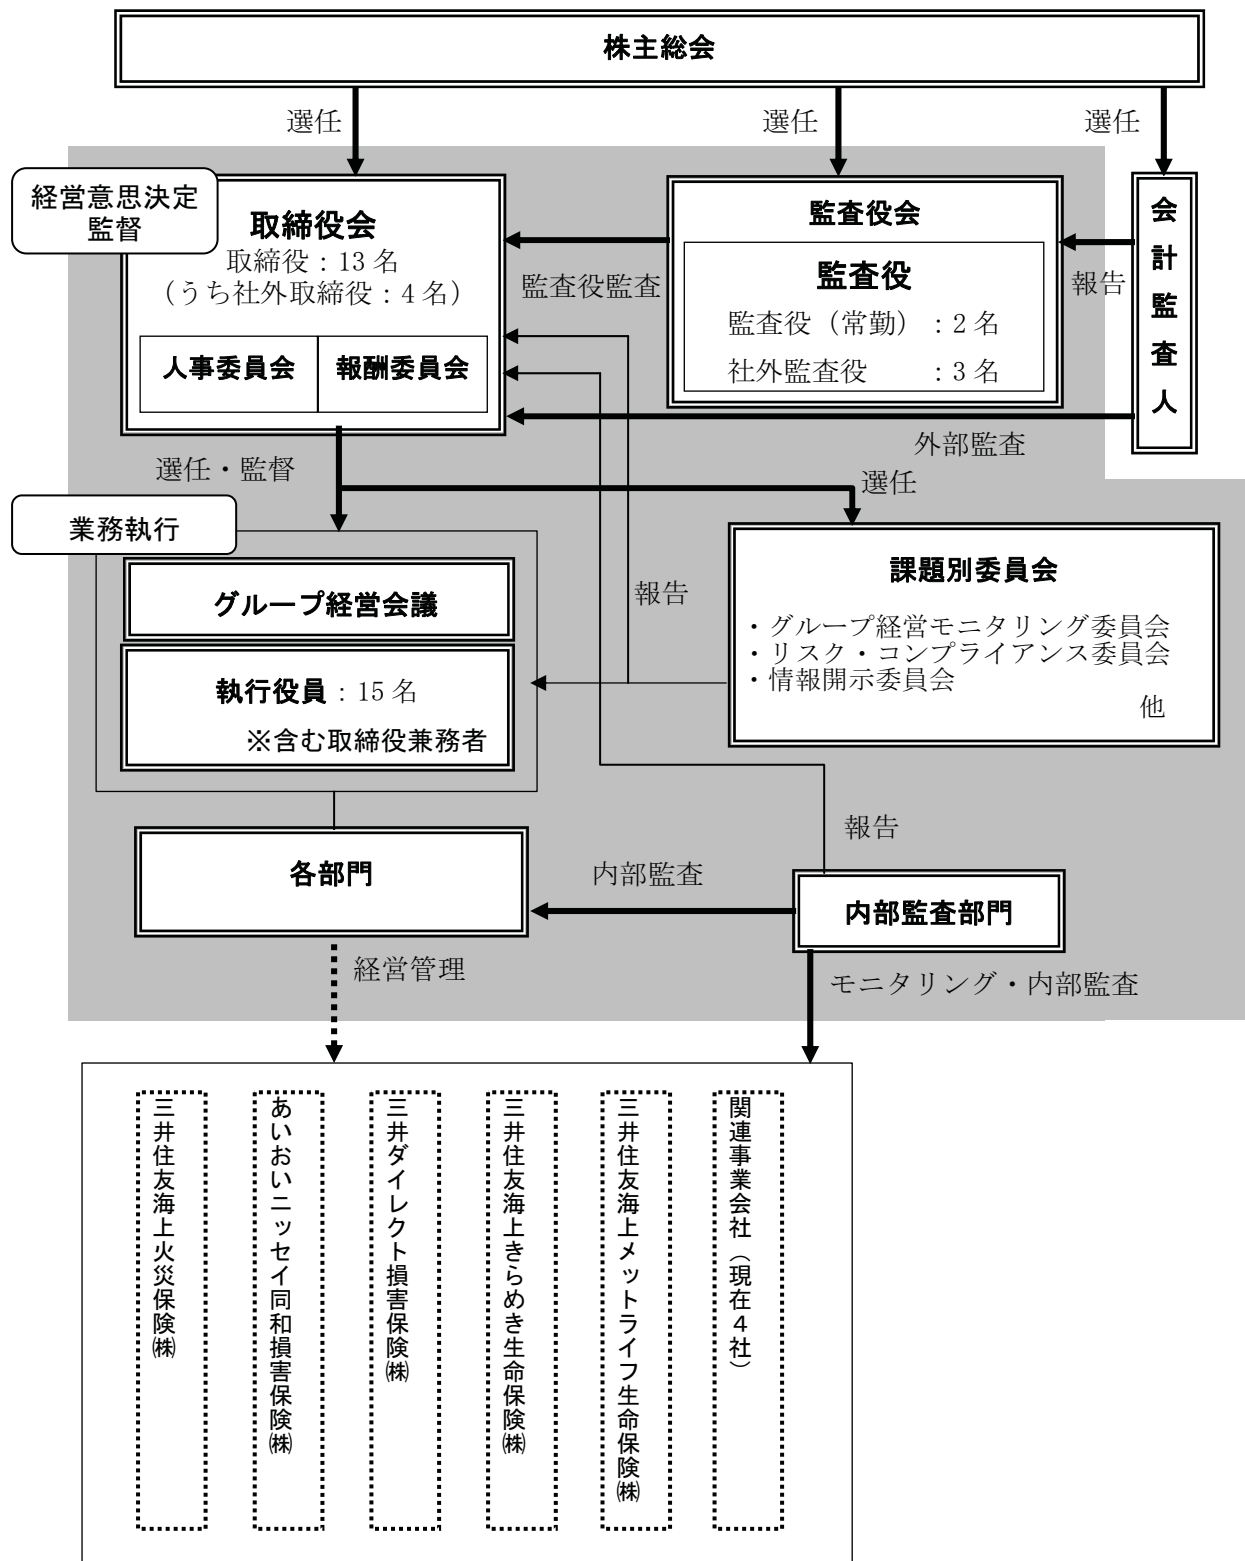 株主総会
選任
選任
選任
経営意思決定
監督
取締役会
取締役：13 名
（うち社外取締役：4 名）
人事委員会
報酬委員会
監査役監査
監査役会
監査役
監査役（常勤）：2 名
社外監査役　　：3 名
報告
会計監査人
外部監査
選任・監督
選任
業務執行
グループ経営会議
執行役員：15 名
※含む取締役兼務者
報告
課題別委員会
・グループ経営モニタリング委員会
・リスク・コンプライアンス委員会
・情報開示委員会
他
報告
各部門
内部監査
内部監査部門
経営管理
モニタリング・内部監査
三井住友海上火災保険㈱
あいおいニッセイ同和損害保険㈱
三井ダイレクト損害保険㈱
三井住友海上きらめき生命保険㈱
三井住友海上メットライフ生命保険㈱
関連事業会社（現在４社）